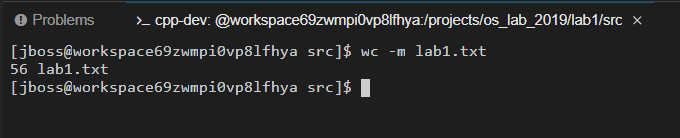 Problems >_ cpp-dev: @workspace69zwmpi0vp8lfhya:/projects/os_lab_2019/lab1/src ×
[jboss@workspace69zwmpi0vp8lfhya src]$ wc -m lab1.txt
56 lab1.txt
[jboss@workspace69zwmpi0vp8lfhya src]$